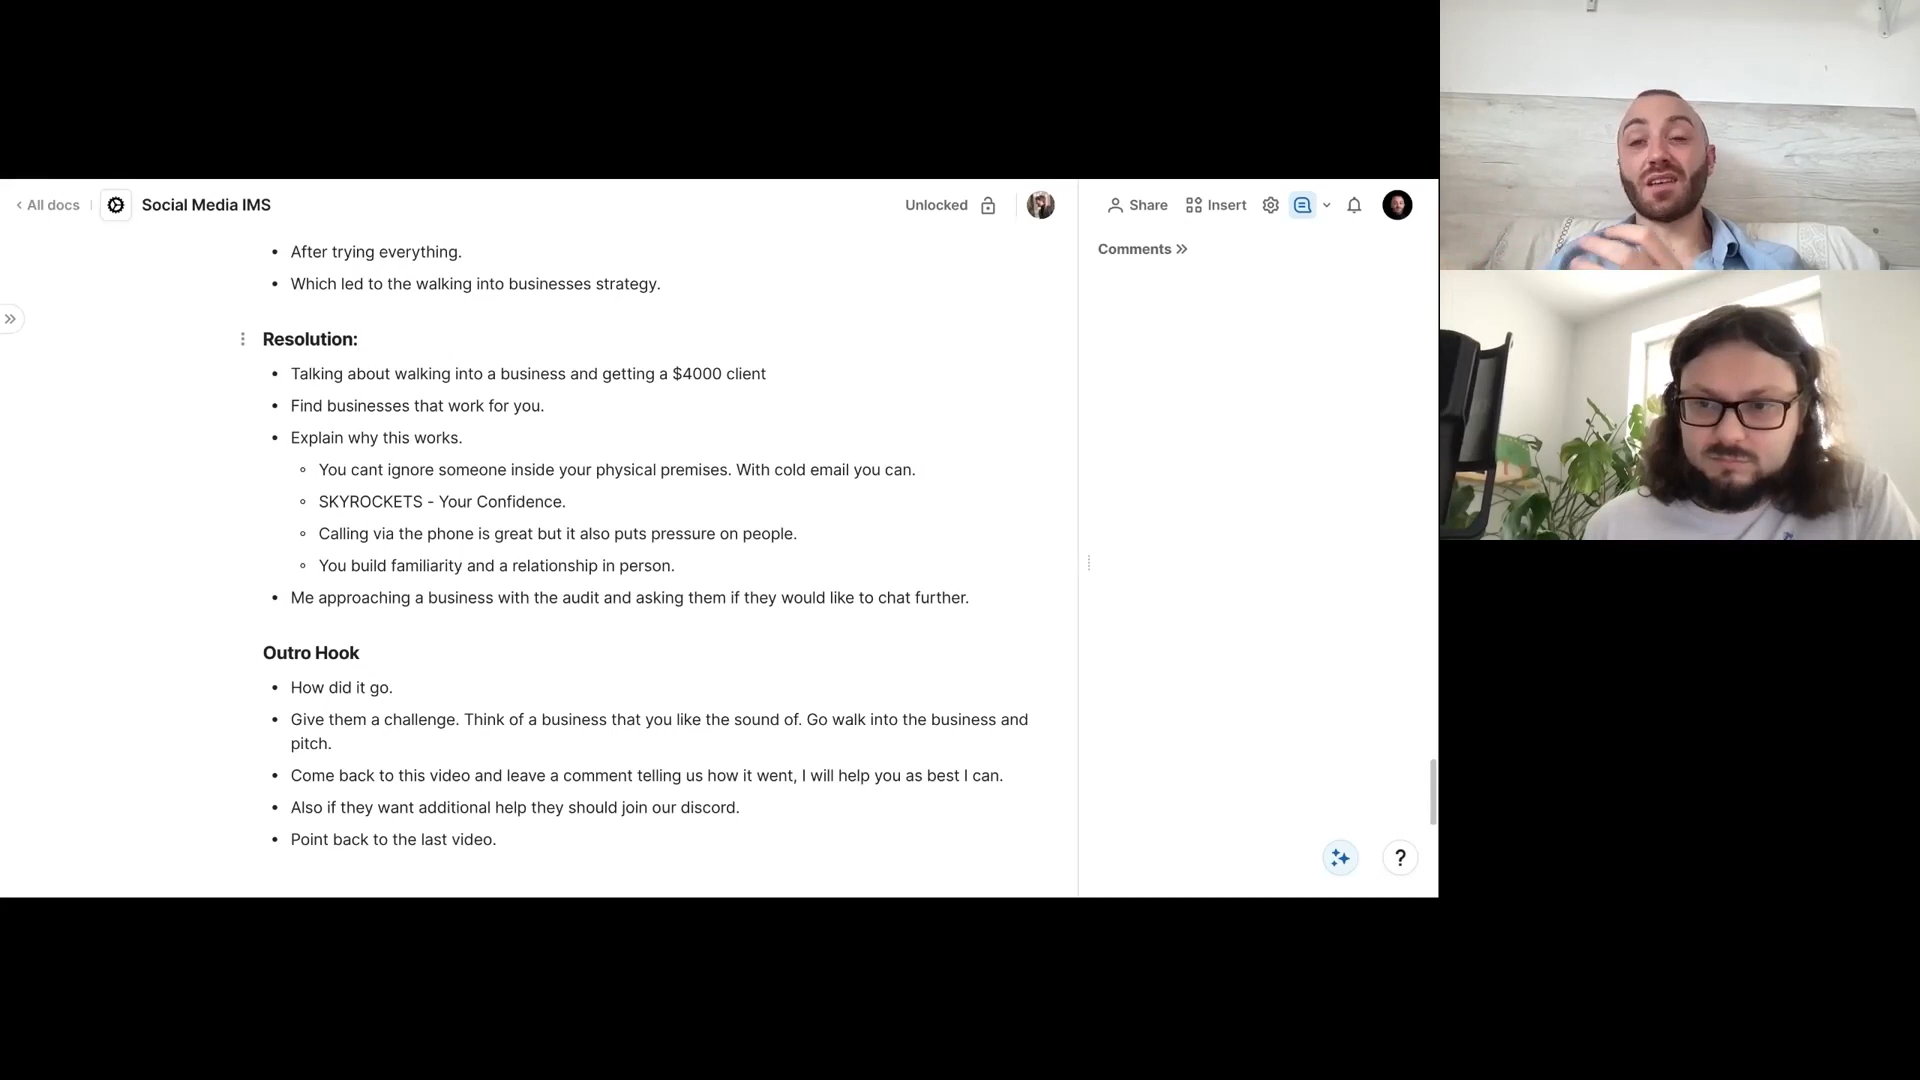 All docs
Social Media IMS
Unlocked
Share
Insert
Comments
After trying everything.
Which led to the walking into businesses strategy.
Resolution:
Talking about walking into a business and getting a $4000 client
Find businesses that work for you.
Explain why this works.
You cant ignore someone inside your physical premises. With cold email you can.
SKYROCKETS - Your Confidence.
Calling via the phone is great but it also puts pressure on people.
You build familiarity and a relationship in person.
Me approaching a business with the audit and asking them if they would like to chat further.
Outro Hook
How did it go.
Give them a challenge. Think of a business that you like the sound of. Go walk into the business and
pitch.
Come back to this video and leave a comment telling us how it went, I will help you as best I can.
Also if they want additional help they should join our discord.
Point back to the last video.
?